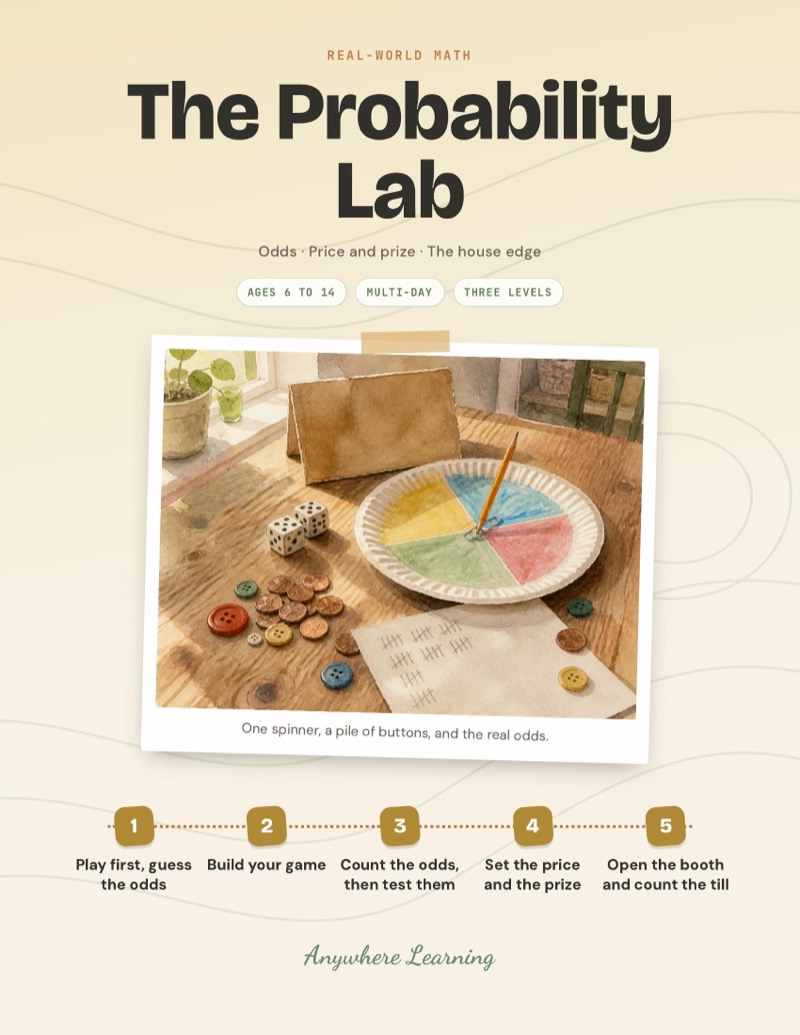 REAL-WORLD MATH
The Probability
Lab
Odds · Price and prize · The house edge
AGES 6 TO 14
MULTI-DAY
THREE LEVELS
One spinner, a pile of buttons, and the real odds.
1
2
3
4
5
Play first, guess
the odds
Build your game
Count the odds,
then test them
Set the price
and the prize
Open the booth
and count the till
Anywhere Learning